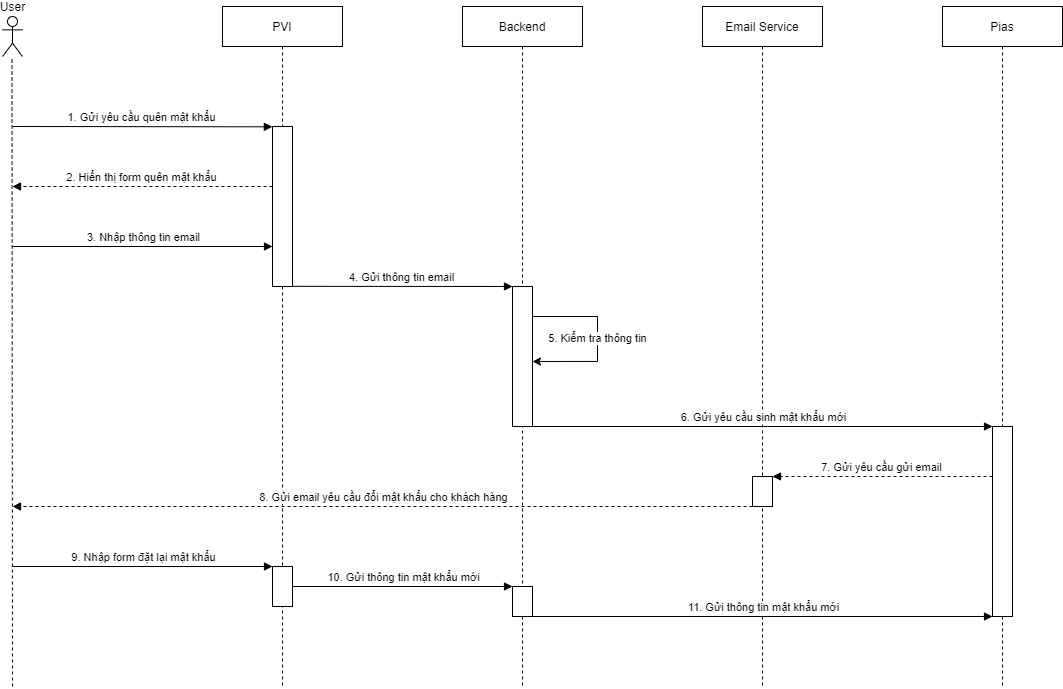 User
PVI
Backend
Email Service
Pias
1. Gửi yêu cầu quên mật khẩu
2. Hiển thị form quên mật khẩu
3. Nhập thông tin email
4. Gửi thông tin email
5. Kiểm tra thông tin
6. Gửi yêu cầu sinh mật khẩu mới
7. Gửi yêu cầu gửi email
8. Gửi email yêu cầu đổi mật khẩu cho khách hàng
9. Nhập form đặt lại mật khẩu
10. Gửi thông tin mật khẩu mới
11. Gửi thông tin mật khẩu mới